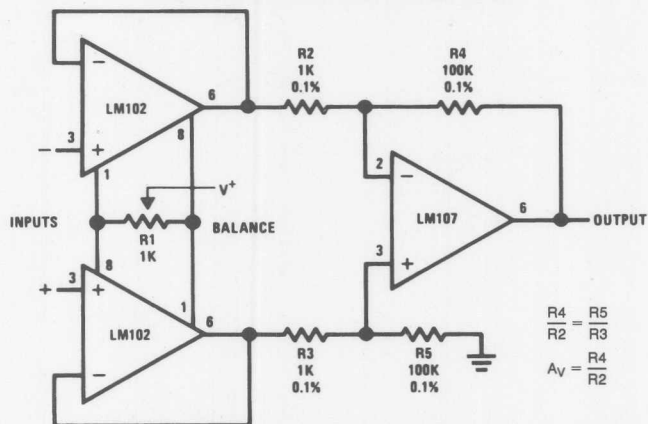 R2
1K
0.1%
R4
100K
0.1%
−
6
LM102
8
− 3 +
1
2
−
V+
INPUTS
R1
1K
BALANCE
LM107
6
OUTPUT
3
+
8
+ 3 +
1
6
LM102
−
R3
1K
0.1%
R5
100K
0.1%
R4/R2 = R5/R3
AV = R4/R2